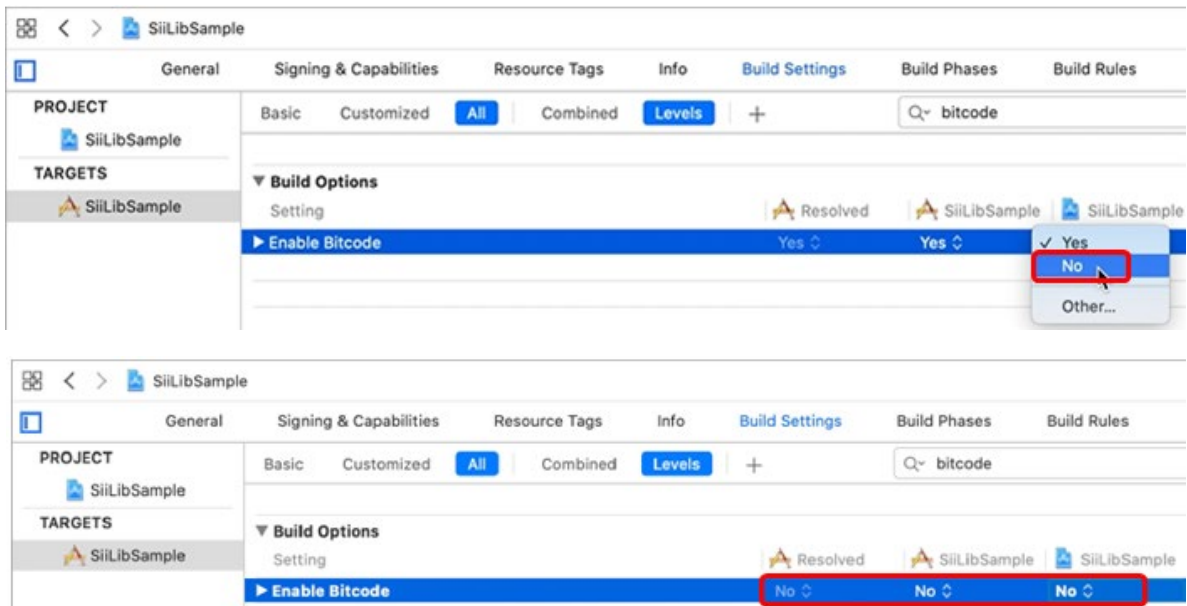 SiiLibSample
General Signing & Capabilities Resource Tags Info Build Settings Build Phases Build Rules
PROJECT Basic Customized All Combined Levels + bitcode
SiiLibSample
TARGETS
Build Options
SiiLibSample Setting Resolved SiiLibSample SiiLibSample
Enable Bitcode Yes Yes ✓ Yes
No
Other...
SiiLibSample
General Signing & Capabilities Resource Tags Info Build Settings Build Phases Build Rules
PROJECT Basic Customized All Combined Levels + bitcode
SiiLibSample
TARGETS
Build Options
SiiLibSample Setting Resolved SiiLibSample SiiLibSample
Enable Bitcode No No No